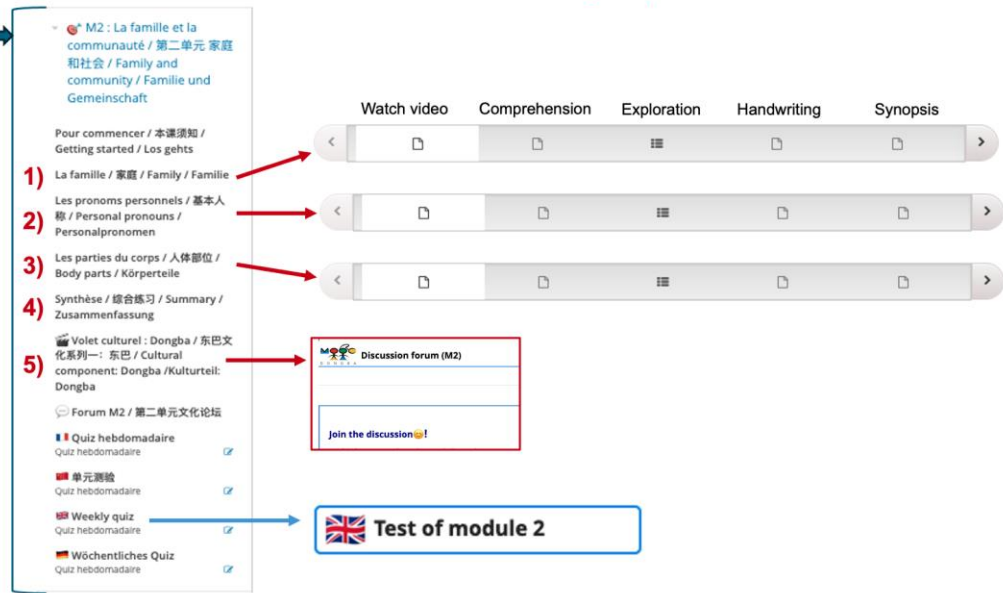 M2 : La famille et la
communauté / 第二单元 家庭
和社会 / Family and
community / Familie und
Gemeinschaft
Pour commencer / 本课须知 /
Getting started / Los gehts
1) La famille / 家庭 / Family / Familie
2) Les pronoms personnels / 基本人
称 / Personal pronouns /
Personalpronomen
3) Les parties du corps / 人体部位 /
Body parts / Körperteile
4) Synthèse / 综合练习 / Summary /
Zusammenfassung
5) Volet culturel : Dongba / 东巴文
化系列一：东巴 / Cultural
component: Dongba /Kulturteil:
Dongba
Forum M2 / 第二单元文化论坛
Quiz hebdomadaire
Quiz hebdomadaire
单元测验
Quiz hebdomadaire
Weekly quiz
Quiz hebdomadaire
Wöchentliches Quiz
Quiz hebdomadaire
Watch video Comprehension Exploration Handwriting Synopsis
Discussion forum (M2)
Join the discussion😊!
Test of module 2